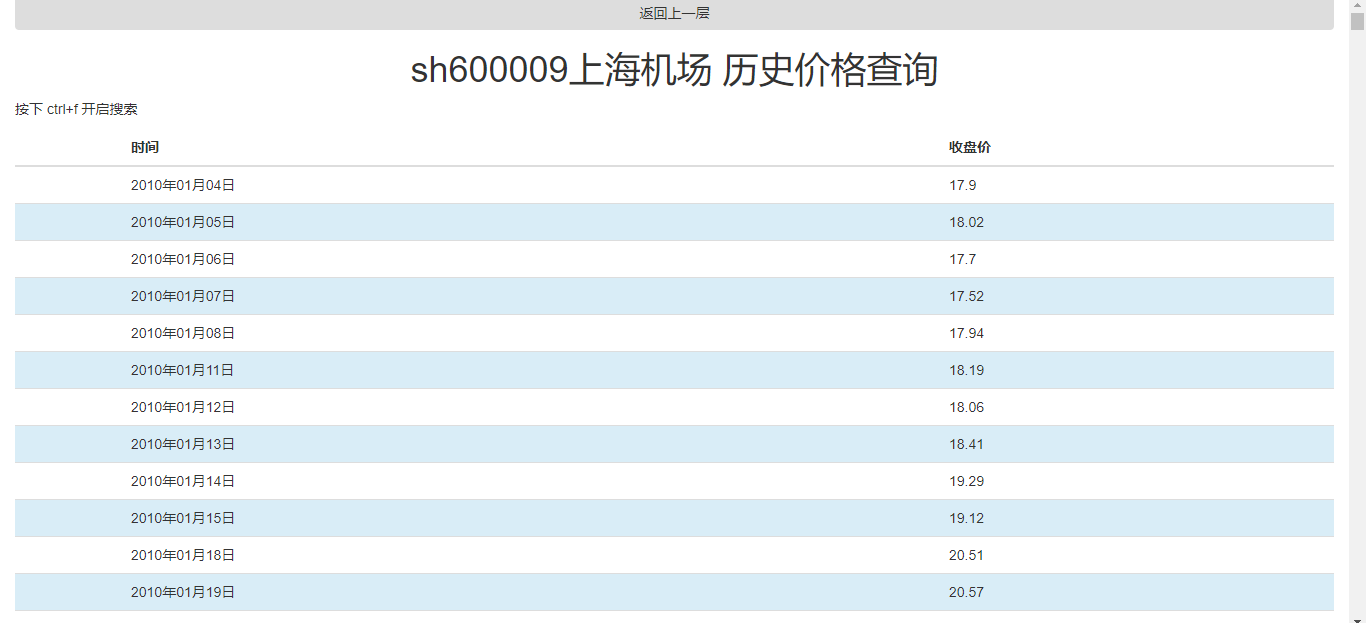 返回上一层
sh600009上海机场 历史价格查询
按下 ctrl+f 开启搜索
时间 收盘价
2010年01月04日 17.9
2010年01月05日 18.02
2010年01月06日 17.7
2010年01月07日 17.52
2010年01月08日 17.94
2010年01月11日 18.19
2010年01月12日 18.06
2010年01月13日 18.41
2010年01月14日 19.29
2010年01月15日 19.12
2010年01月18日 20.51
2010年01月19日 20.57